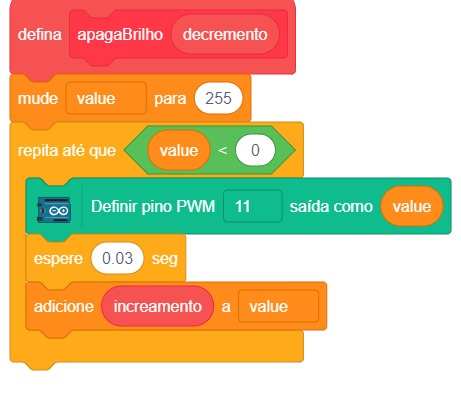 defina apagaBrilho decremento
mude value para 255
repita até que value < 0
Definir pino PWM 11 saída como value
espere 0.03 seg
adicione increamento a value